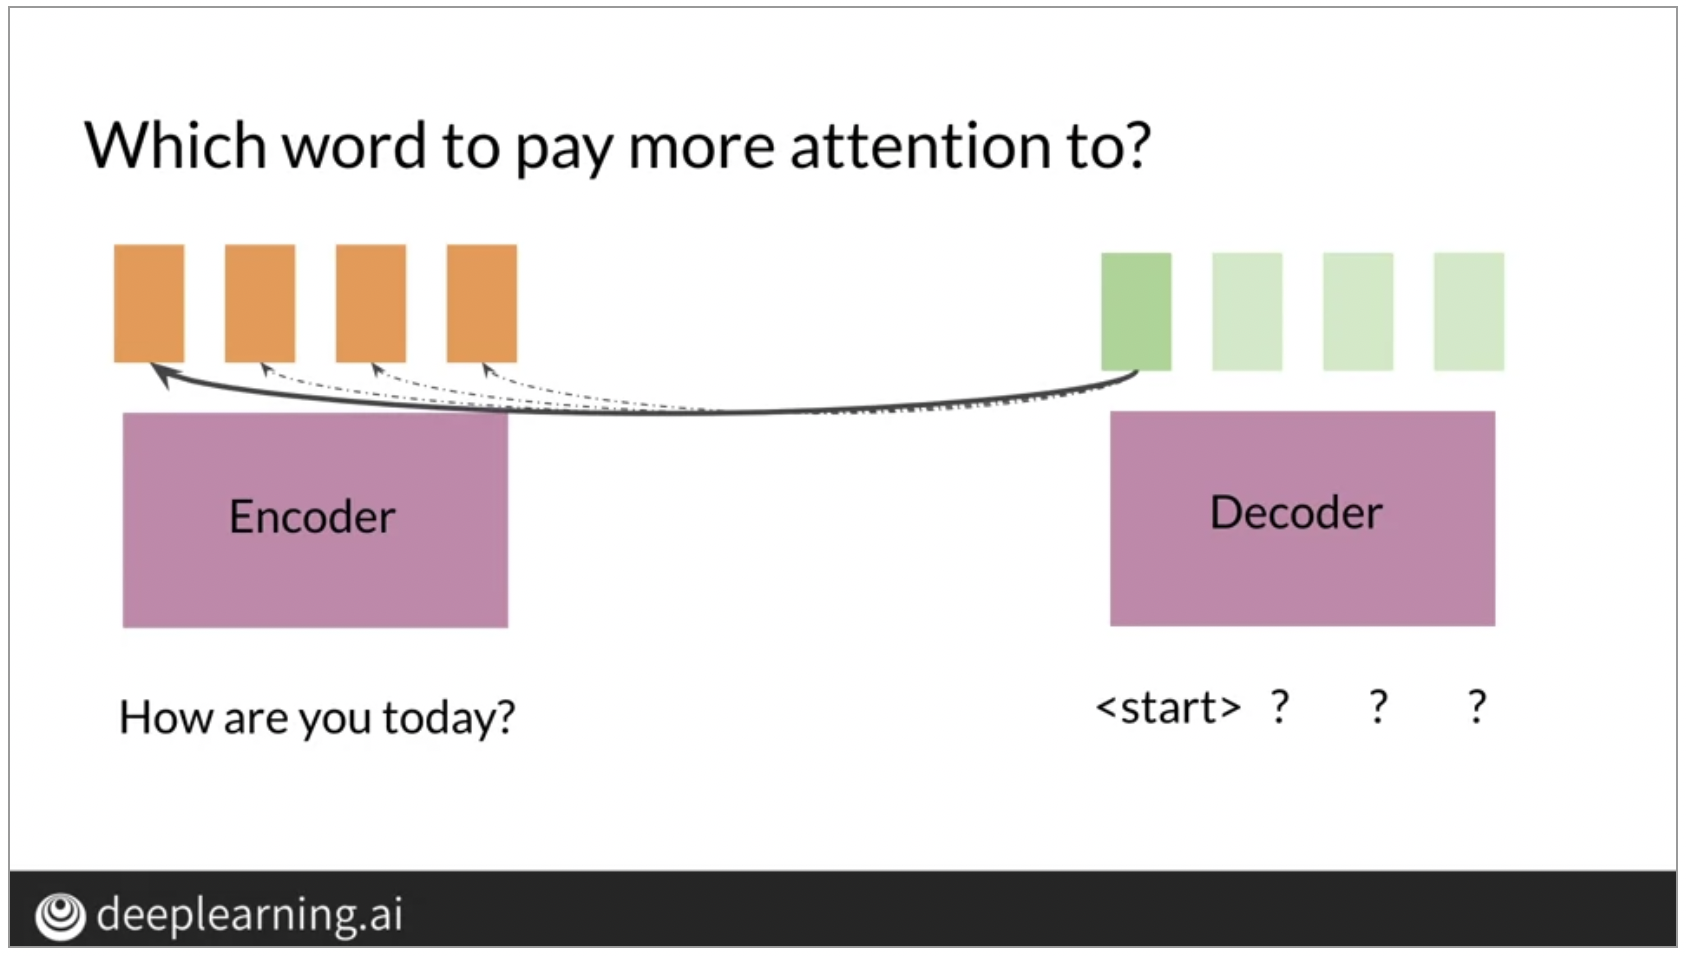 Which word to pay more attention to?
Encoder
Decoder
How are you today?
<start> ? ? ?
deeplearning.ai